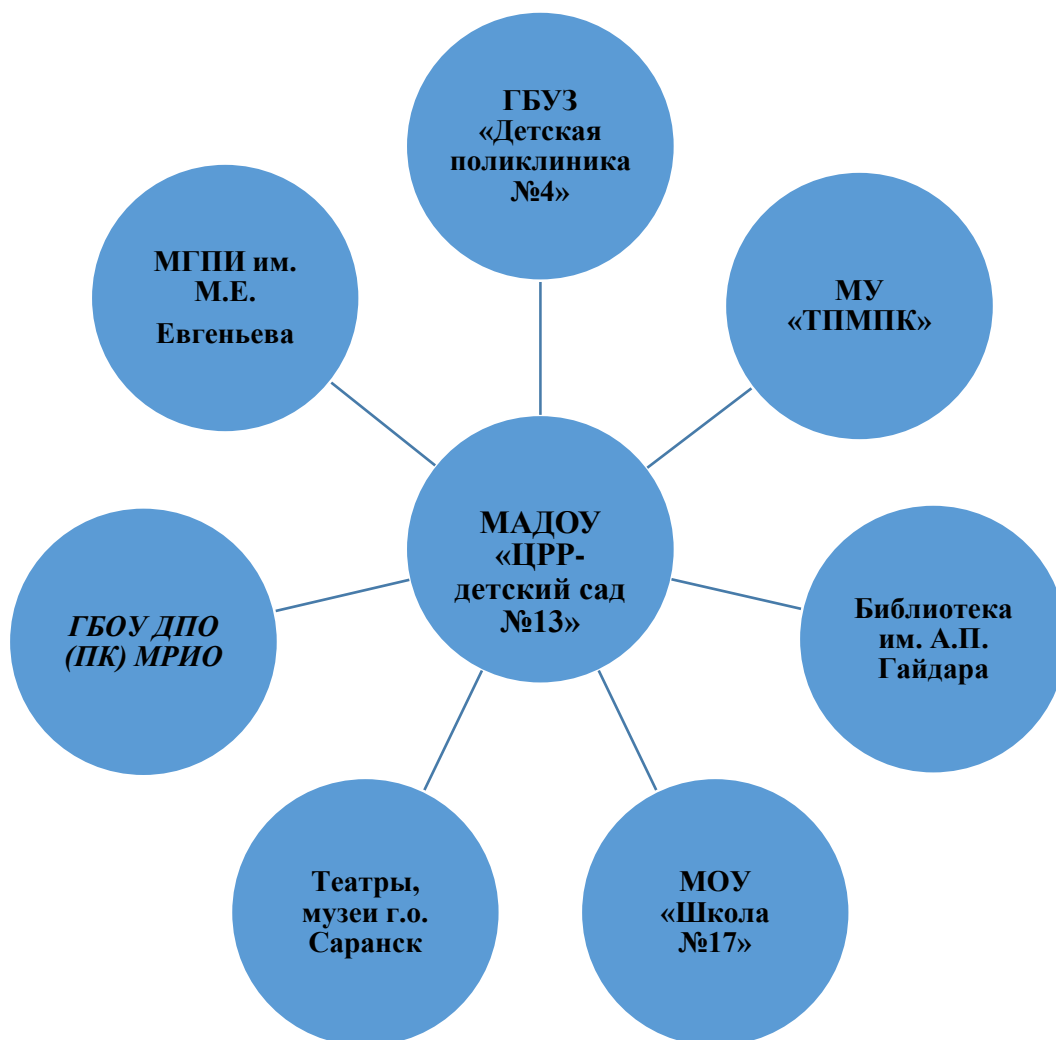 ГБУЗ
«Детская
поликлиника
№4»
МГПИ им.
М.Е.
Евгеньева
МУ
«ТПМПК»
МАДОУ
«ЦРР-
детский сад
№13»
ГБОУ ДПО
(ПК) МРИО
Библиотека
им. А.П.
Гайдара
Театры,
музеи г.о.
Саранск
МОУ
«Школа
№17»